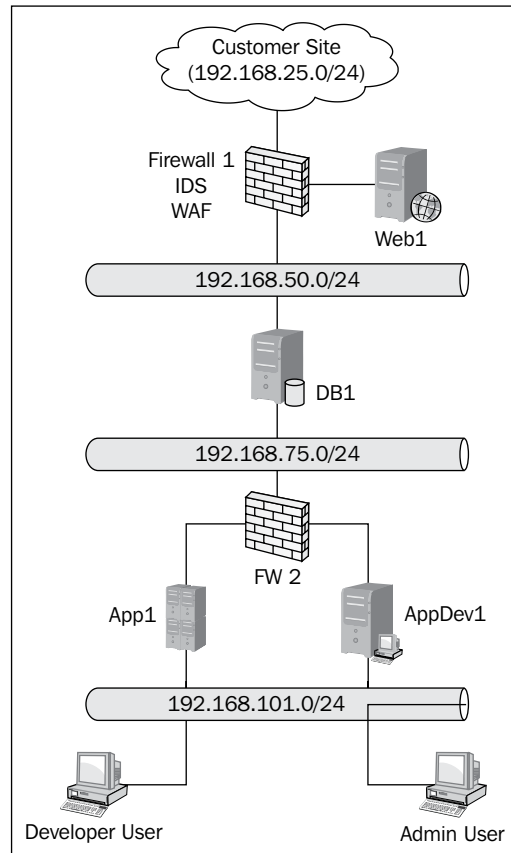 Customer Site
(192.168.25.0/24)
Firewall 1
IDS
WAF
Web1
192.168.50.0/24
DB1
192.168.75.0/24
FW 2
App1
AppDev1
192.168.101.0/24
Developer User
Admin User